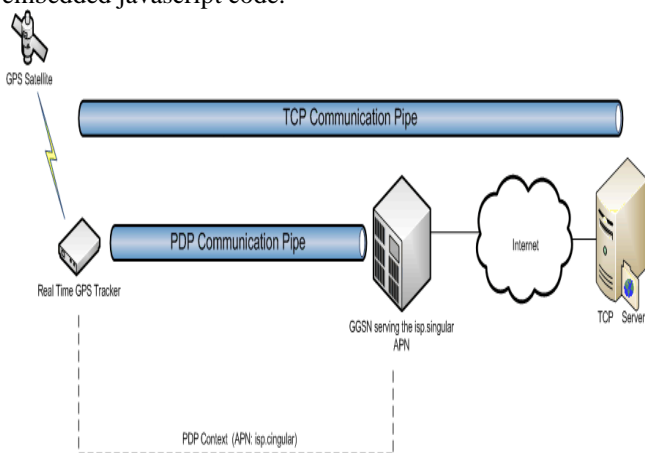 embedded javascript code.
GPS Satellite
TCP Communication Pipe
PDP Communication Pipe
Internet
Real Time GPS Tracker
GGSN serving the isp.singular
APN
TCP Server
PDP Context (APN: isp.cingular)